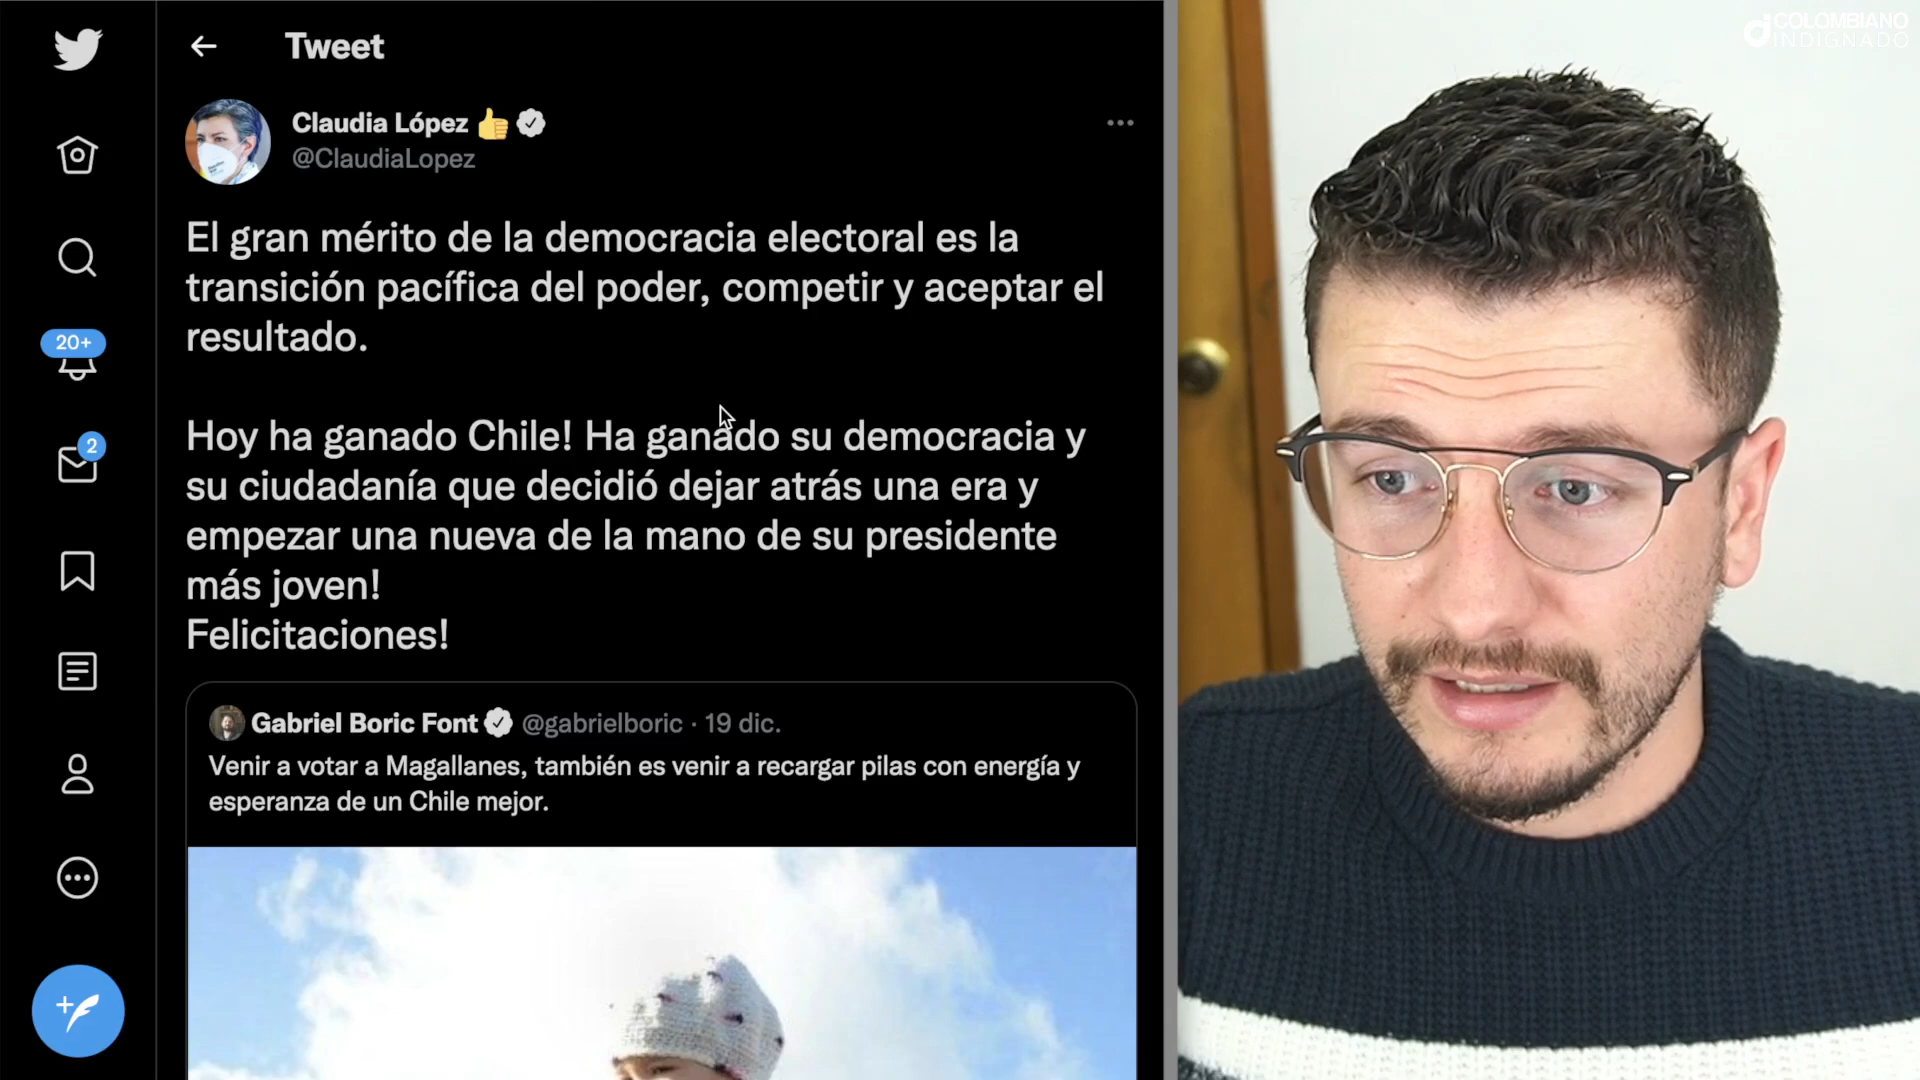 Tweet
Claudia López
@ClaudiaLopez
El gran mérito de la democracia electoral es la
transición pacífica del poder, competir y aceptar el
resultado.
Hoy ha ganado Chile! Ha ganado su democracia y
su ciudadanía que decidió dejar atrás una era y
empezar una nueva de la mano de su presidente
más joven!
Felicitaciones!
Gabriel Boric Font @gabrielboric · 19 dic.
Venir a votar a Magallanes, también es venir a recargar pilas con energía y
esperanza de un Chile mejor.
20+
2
COLOMBIANO
INDIGNADO